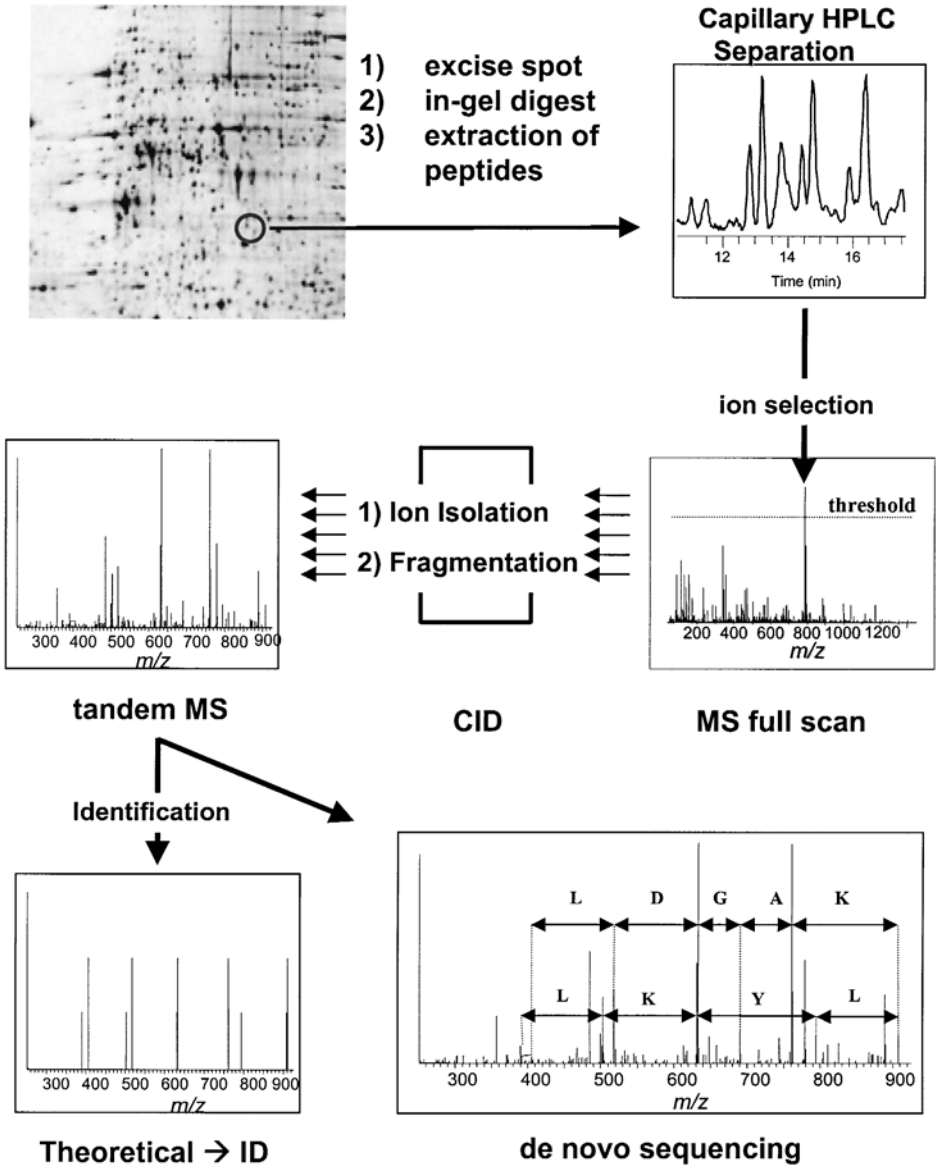 Capillary HPLC
Separation
1) excise spot
2) in-gel digest
3) extraction of
peptides
12 14 16
Time (min)
ion selection
threshold
200 400 600 800 1000 1200
m/z
MS full scan
1) Ion Isolation
2) Fragmentation
CID
300 400 500 600 700 800 900
m/z
tandem MS
Identification
300 400 500 600 700 800 900
m/z
Theoretical → ID
L D G A K
L K Y L
300 400 500 600 700 800 900
m/z
de novo sequencing